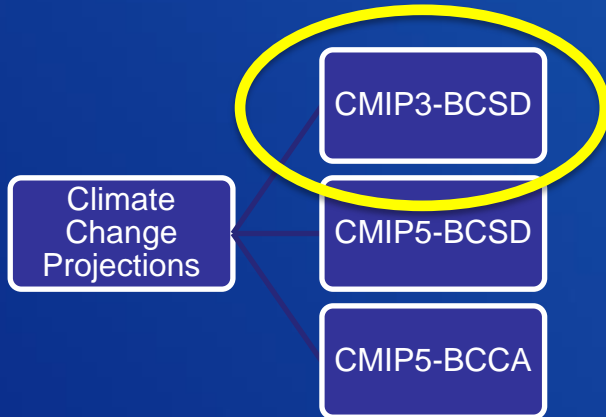 CMIP3-BCSD
Climate
Change
Projections
CMIP5-BCSD
CMIP5-BCCA